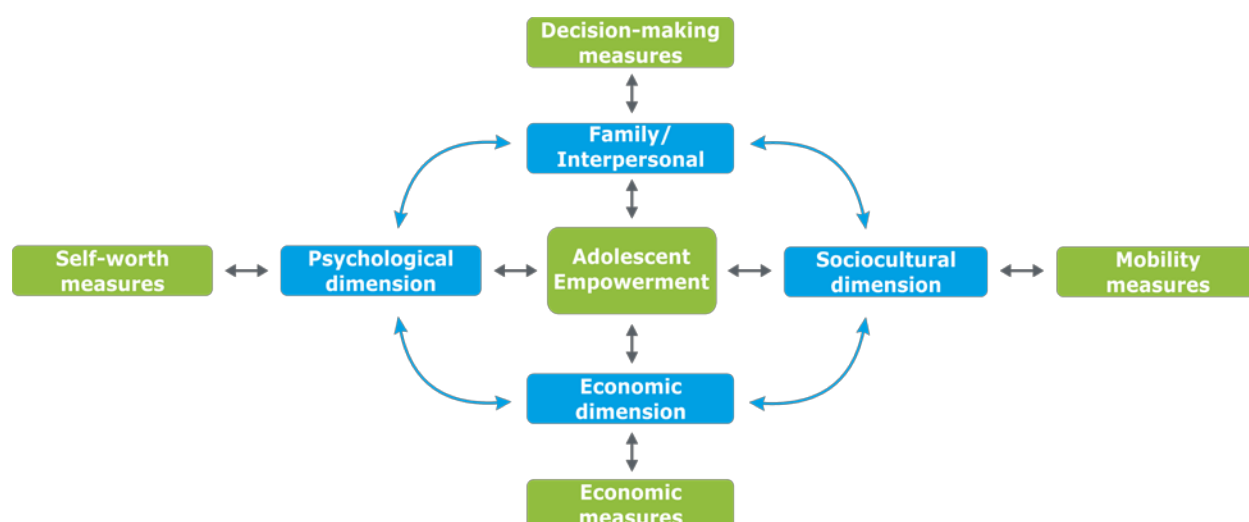 Decision-making
measures
Family/
Interpersonal
Self-worth
measures
Psychological
dimension
Adolescent
Empowerment
Sociocultural
dimension
Mobility
measures
Economic
dimension
Economic
measures